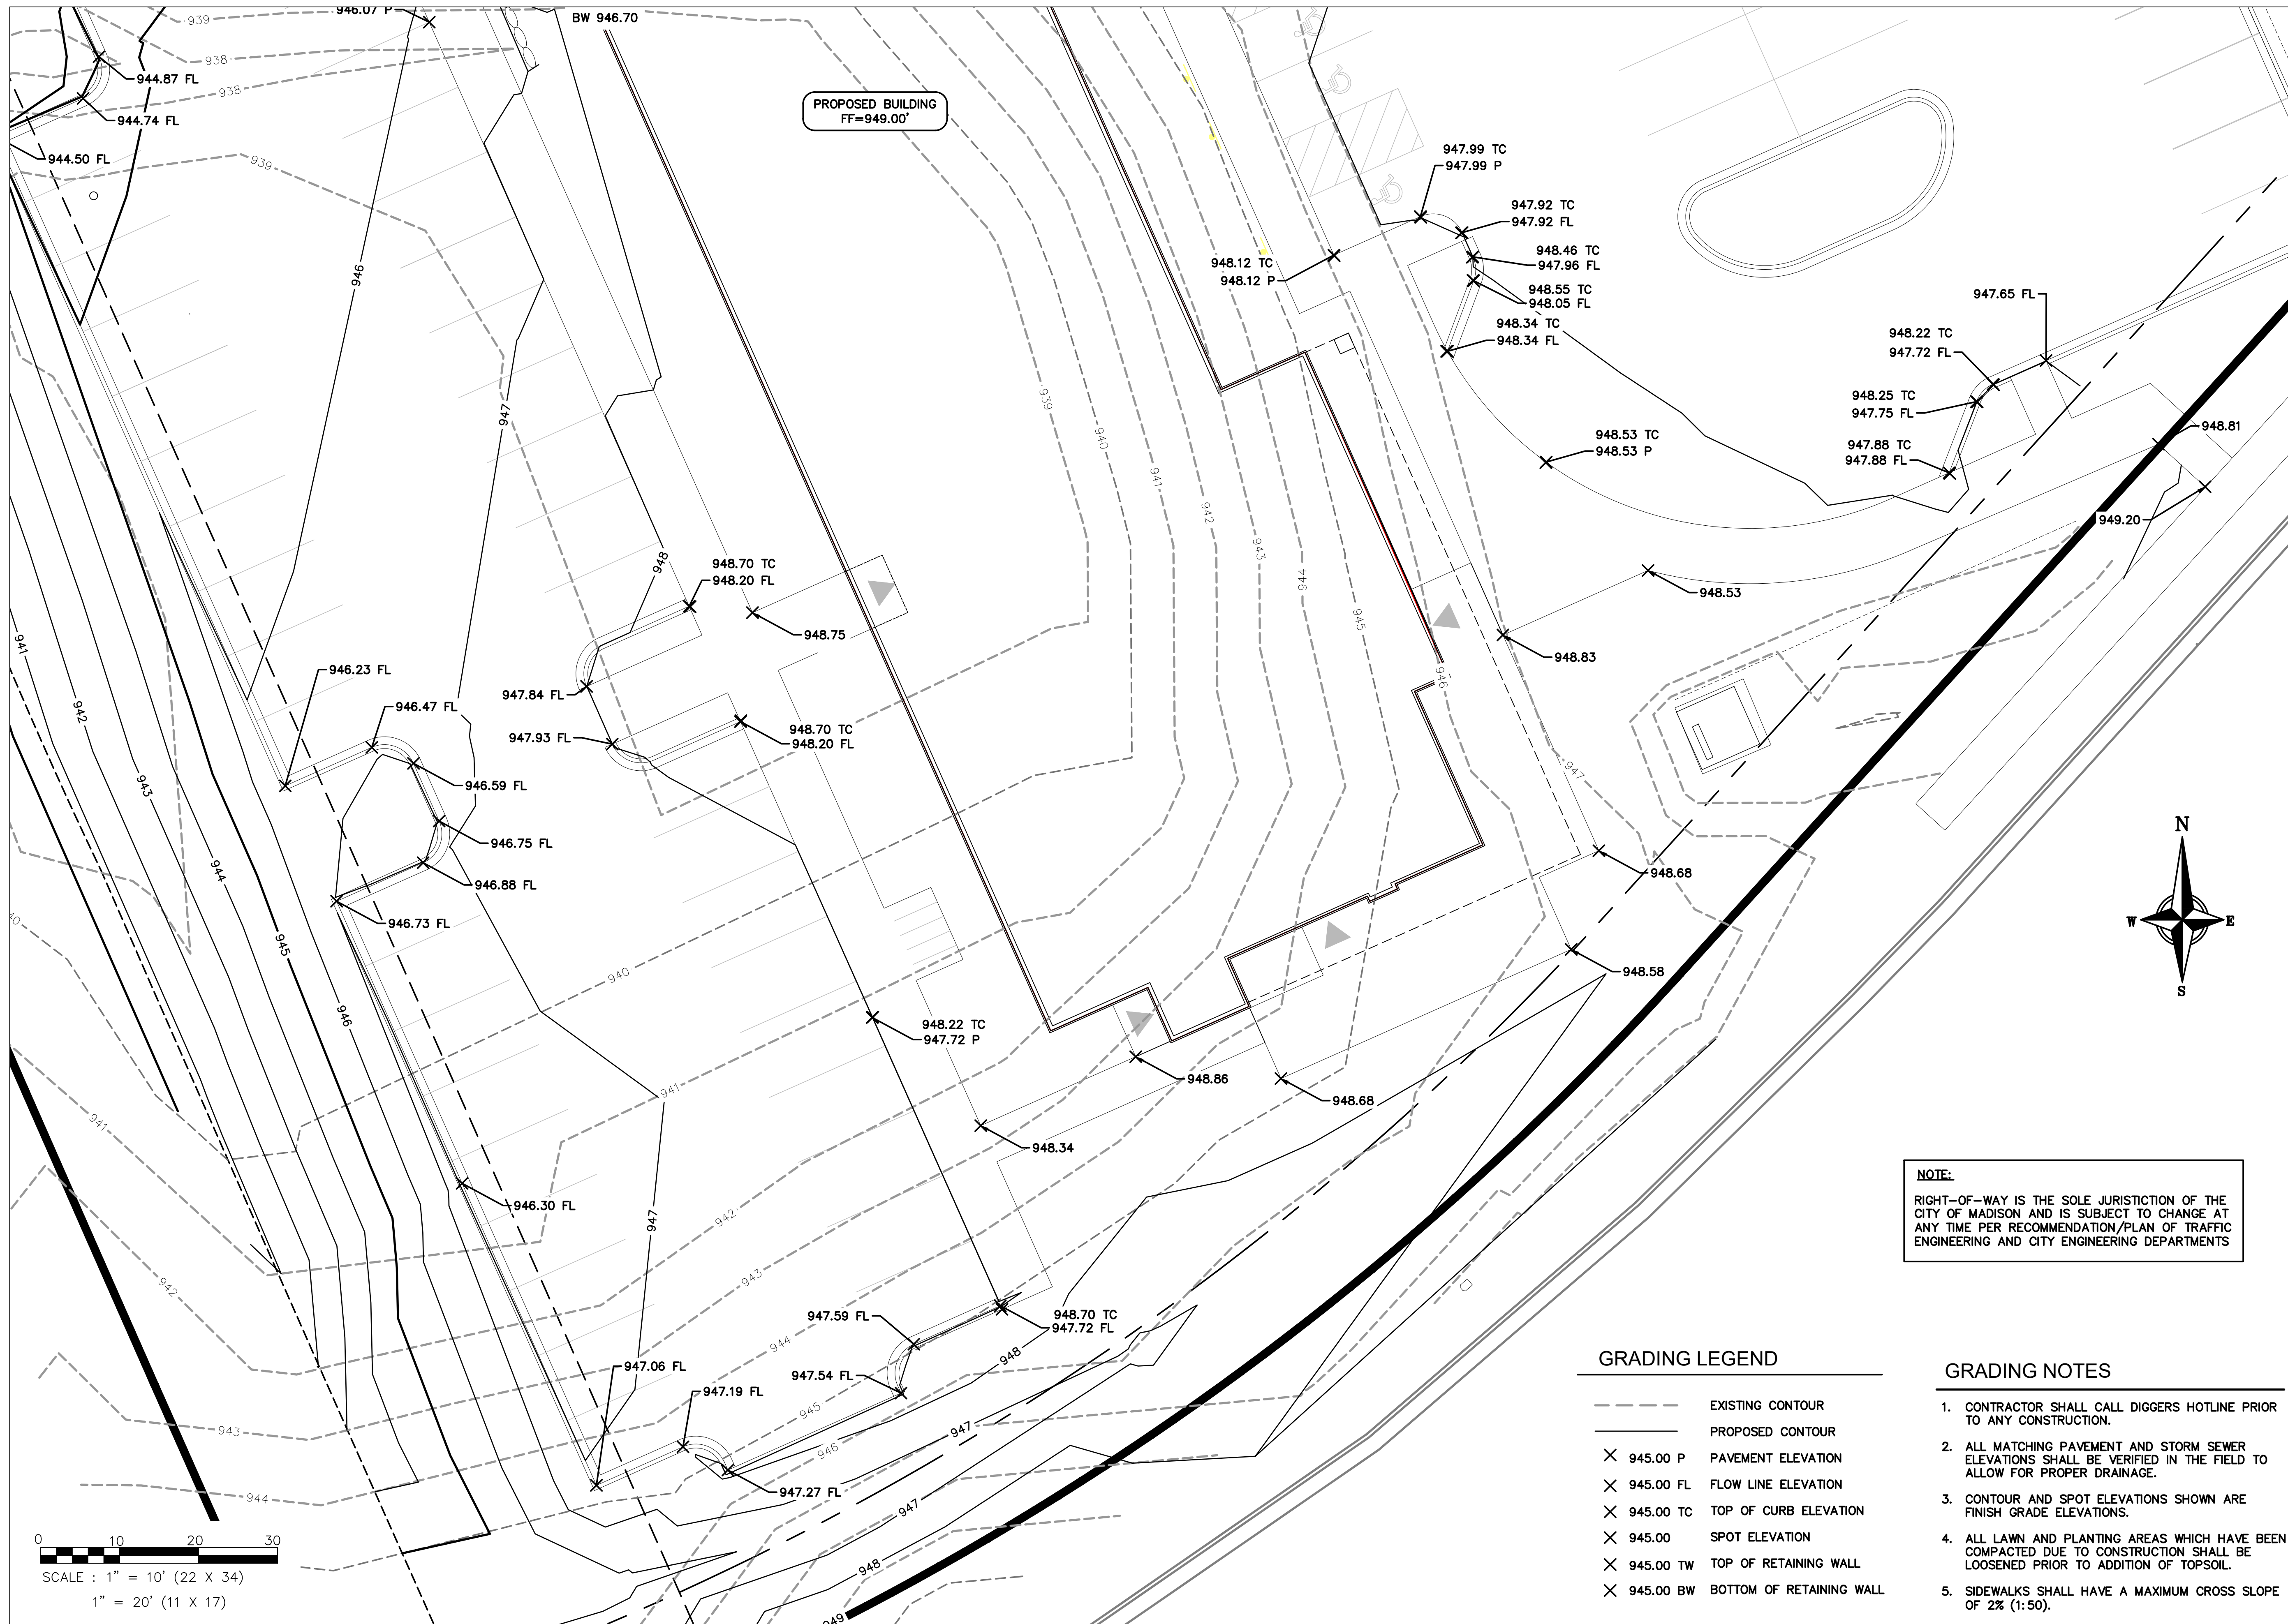 946.07 P
BW 946.70
939
938
938
939
944.87 FL
944.74 FL
944.50 FL
PROPOSED BUILDING
FF=949.00'
947.99 TC
947.99 P
947.92 TC
947.92 FL
948.46 TC
947.96 FL
948.12 TC
948.12 P
948.55 TC
948.05 FL
948.34 TC
948.34 FL
947.65 FL
948.22 TC
947.72 FL
948.25 TC
947.75 FL
947.88 TC
947.88 FL
948.53 TC
948.53 P
948.81
949.20
946
947
948
939
940
941
942
943
944
945
946
947
948.70 TC
948.20 FL
948.75
948.53
948.83
946.23 FL
946.47 FL
947.84 FL
947.93 FL
948.70 TC
948.20 FL
946.59 FL
946.75 FL
946.88 FL
946.73 FL
941
942
943
944
945
946
940
948.68
948.58
N
W
E
S
948.22 TC
947.72 P
948.86
948.68
948.34
941
941
942
942
943
943
944
944
945
946
946.30 FL
947
947.59 FL
948.70 TC
947.72 FL
948
947.54 FL
947.06 FL
947.19 FL
947.27 FL
947
947
948
949
NOTE:
RIGHT-OF-WAY IS THE SOLE JURISTICTION OF THE
CITY OF MADISON AND IS SUBJECT TO CHANGE AT
ANY TIME PER RECOMMENDATION/PLAN OF TRAFFIC
ENGINEERING AND CITY ENGINEERING DEPARTMENTS
GRADING LEGEND
EXISTING CONTOUR
PROPOSED CONTOUR
945.00 P PAVEMENT ELEVATION
945.00 FL FLOW LINE ELEVATION
945.00 TC TOP OF CURB ELEVATION
945.00 SPOT ELEVATION
945.00 TW TOP OF RETAINING WALL
945.00 BW BOTTOM OF RETAINING WALL
GRADING NOTES
1. CONTRACTOR SHALL CALL DIGGERS HOTLINE PRIOR
TO ANY CONSTRUCTION.
2. ALL MATCHING PAVEMENT AND STORM SEWER
ELEVATIONS SHALL BE VERIFIED IN THE FIELD TO
ALLOW FOR PROPER DRAINAGE.
3. CONTOUR AND SPOT ELEVATIONS SHOWN ARE
FINISH GRADE ELEVATIONS.
4. ALL LAWN AND PLANTING AREAS WHICH HAVE BEEN
COMPACTED DUE TO CONSTRUCTION SHALL BE
LOOSENED PRIOR TO ADDITION OF TOPSOIL.
5. SIDEWALKS SHALL HAVE A MAXIMUM CROSS SLOPE
OF 2% (1:50).
0 10 20 30
SCALE : 1" = 10' (22 X 34)
1" = 20' (11 X 17)